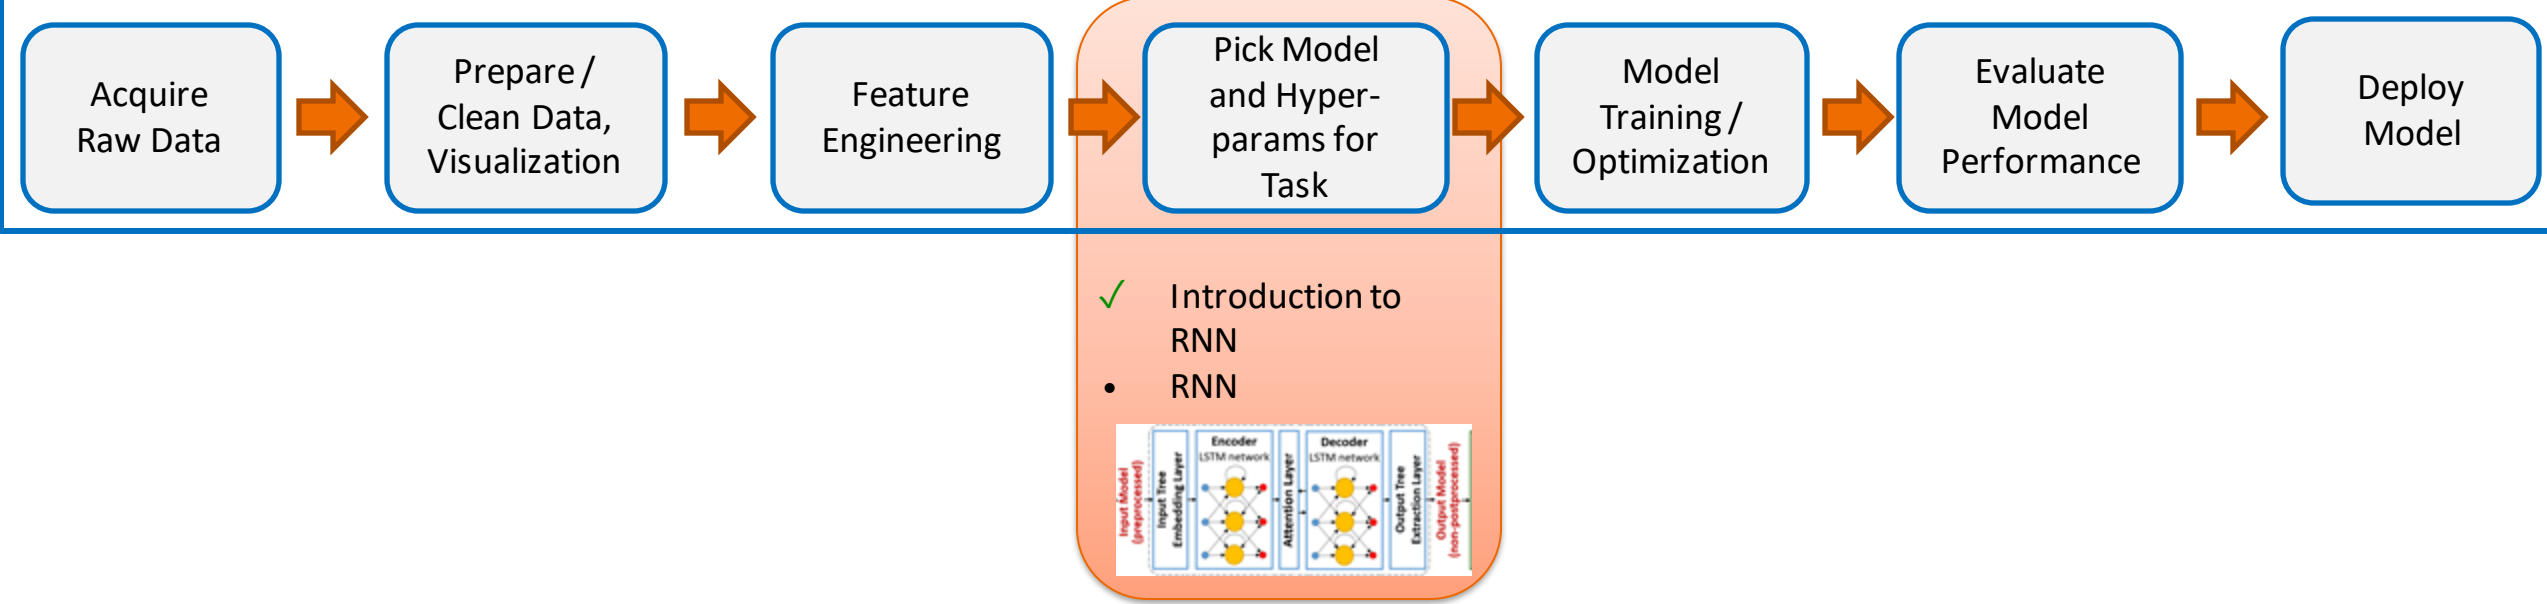 Acquire
Raw Data
Prepare /
Clean Data,
Visualization
Feature
Engineering
Pick Model
and Hyper-
params for
Task
Model
Training /
Optimization
Evaluate
Model
Performance
Deploy
Model
✓ Introduction to
RNN
• RNN
Input Model
(preprocessed)
Input Tree
Embedding Layer
Encoder
LSTM network
Attention Layer
Decoder
LSTM network
Output Tree
Extraction Layer
Output Model
(non-postprocessed)